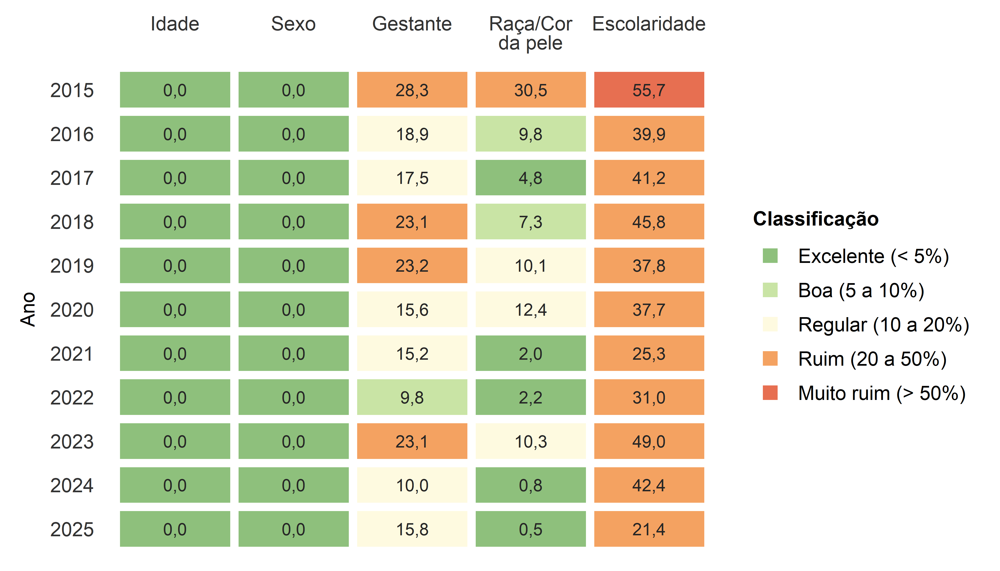 Idade Sexo Gestante Raça/Cor da pele Escolaridade
2015 0,0 0,0 28,3 30,5 55,7
2016 0,0 0,0 18,9 9,8 39,9
2017 0,0 0,0 17,5 4,8 41,2
2018 0,0 0,0 23,1 7,3 45,8
2019 0,0 0,0 23,2 10,1 37,8
2020 0,0 0,0 15,6 12,4 37,7
2021 0,0 0,0 15,2 2,0 25,3
2022 0,0 0,0 9,8 2,2 31,0
2023 0,0 0,0 23,1 10,3 49,0
2024 0,0 0,0 10,0 0,8 42,4
2025 0,0 0,0 15,8 0,5 21,4
Ano
Classificação
Excelente (< 5%)
Boa (5 a 10%)
Regular (10 a 20%)
Ruim (20 a 50%)
Muito ruim (> 50%)